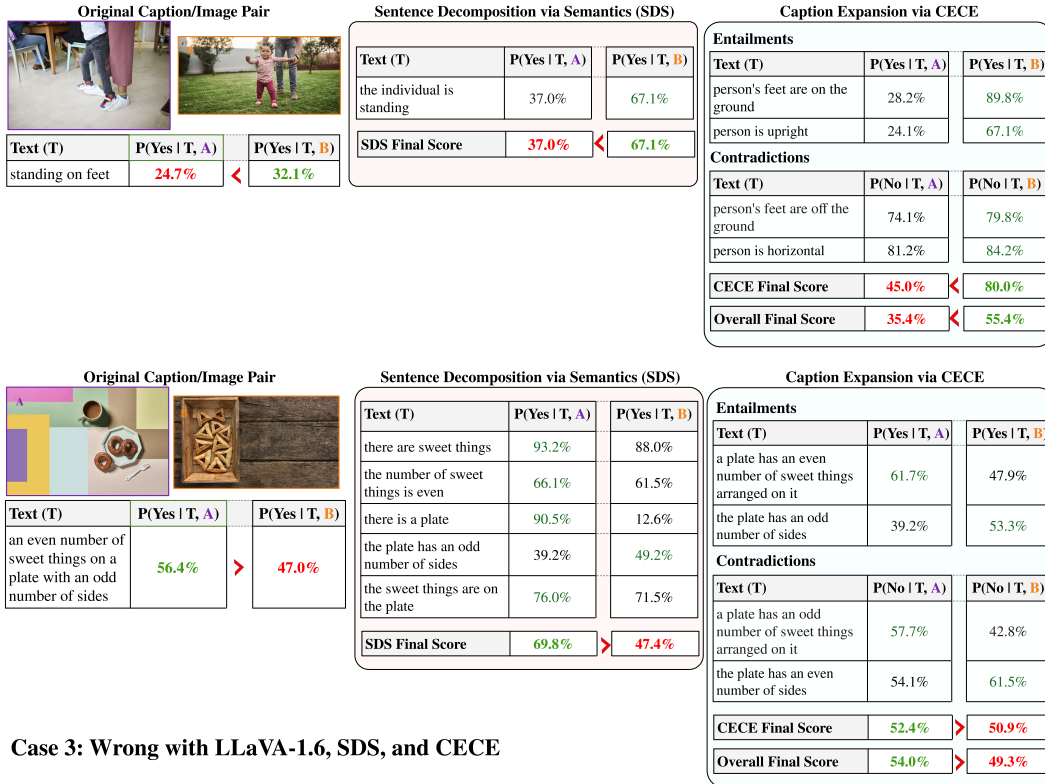 Original Caption/Image Pair
Text (T) P(Yes | T, A) P(Yes | T, B)
standing on feet 24.7% < 32.1%
Sentence Decomposition via Semantics (SDS)
Text (T) P(Yes | T, A) P(Yes | T, B)
the individual is
standing 37.0% 67.1%
SDS Final Score 37.0% < 67.1%
Caption Expansion via CECE
Entailments
Text (T) P(Yes | T, A) P(Yes | T, B)
person's feet are on the
ground 28.2% 89.8%
person is upright 24.1% 67.1%
Contradictions
Text (T) P(No | T, A) P(No | T, B)
person's feet are off the
ground 74.1% 79.8%
person is horizontal 81.2% 84.2%
CECE Final Score 45.0% < 80.0%
Overall Final Score 35.4% < 55.4%
Original Caption/Image Pair
A
B
Text (T) P(Yes | T, A) P(Yes | T, B)
an even number of
sweet things on a
plate with an odd
number of sides 56.4% > 47.0%
Sentence Decomposition via Semantics (SDS)
Text (T) P(Yes | T, A) P(Yes | T, B)
there are sweet things 93.2% 88.0%
the number of sweet
things is even 66.1% 61.5%
there is a plate 90.5% 12.6%
the plate has an odd
number of sides 39.2% 49.2%
the sweet things are on
the plate 76.0% 71.5%
SDS Final Score 69.8% > 47.4%
Caption Expansion via CECE
Entailments
Text (T) P(Yes | T, A) P(Yes | T, B)
a plate has an even
number of sweet things
arranged on it 61.7% 47.9%
the plate has an odd
number of sides 39.2% 53.3%
Contradictions
Text (T) P(No | T, A) P(No | T, B)
a plate has an odd
number of sweet things
arranged on it 57.7% 42.8%
the plate has an even
number of sides 54.1% 61.5%
CECE Final Score 52.4% > 50.9%
Overall Final Score 54.0% > 49.3%
Case 3: Wrong with LLaVA-1.6, SDS, and CECE